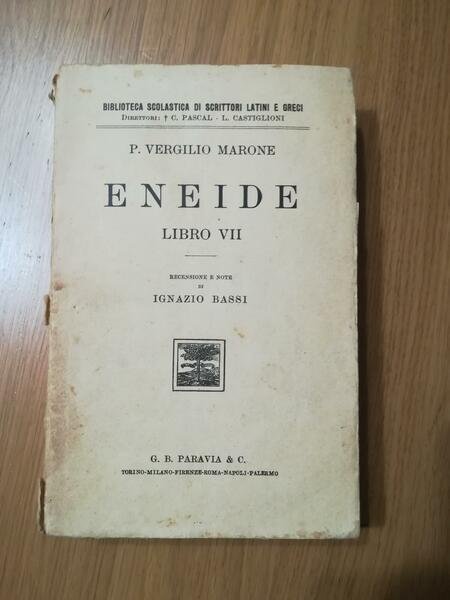 BIBLIOTECA SCOLASTICA DI SCRITTORI LATINI E GRECI
DIRETTORI: † C. PASCAL - L. CASTIGLIONI
P. VERGILIO MARONE
ENEIDE
LIBRO VII
RECENSIONE E NOTE
DI
IGNAZIO BASSI
G. B. PARAVIA & C.
TORINO-MILANO-FIRENZE-ROMA-NAPOLI-PALERMO